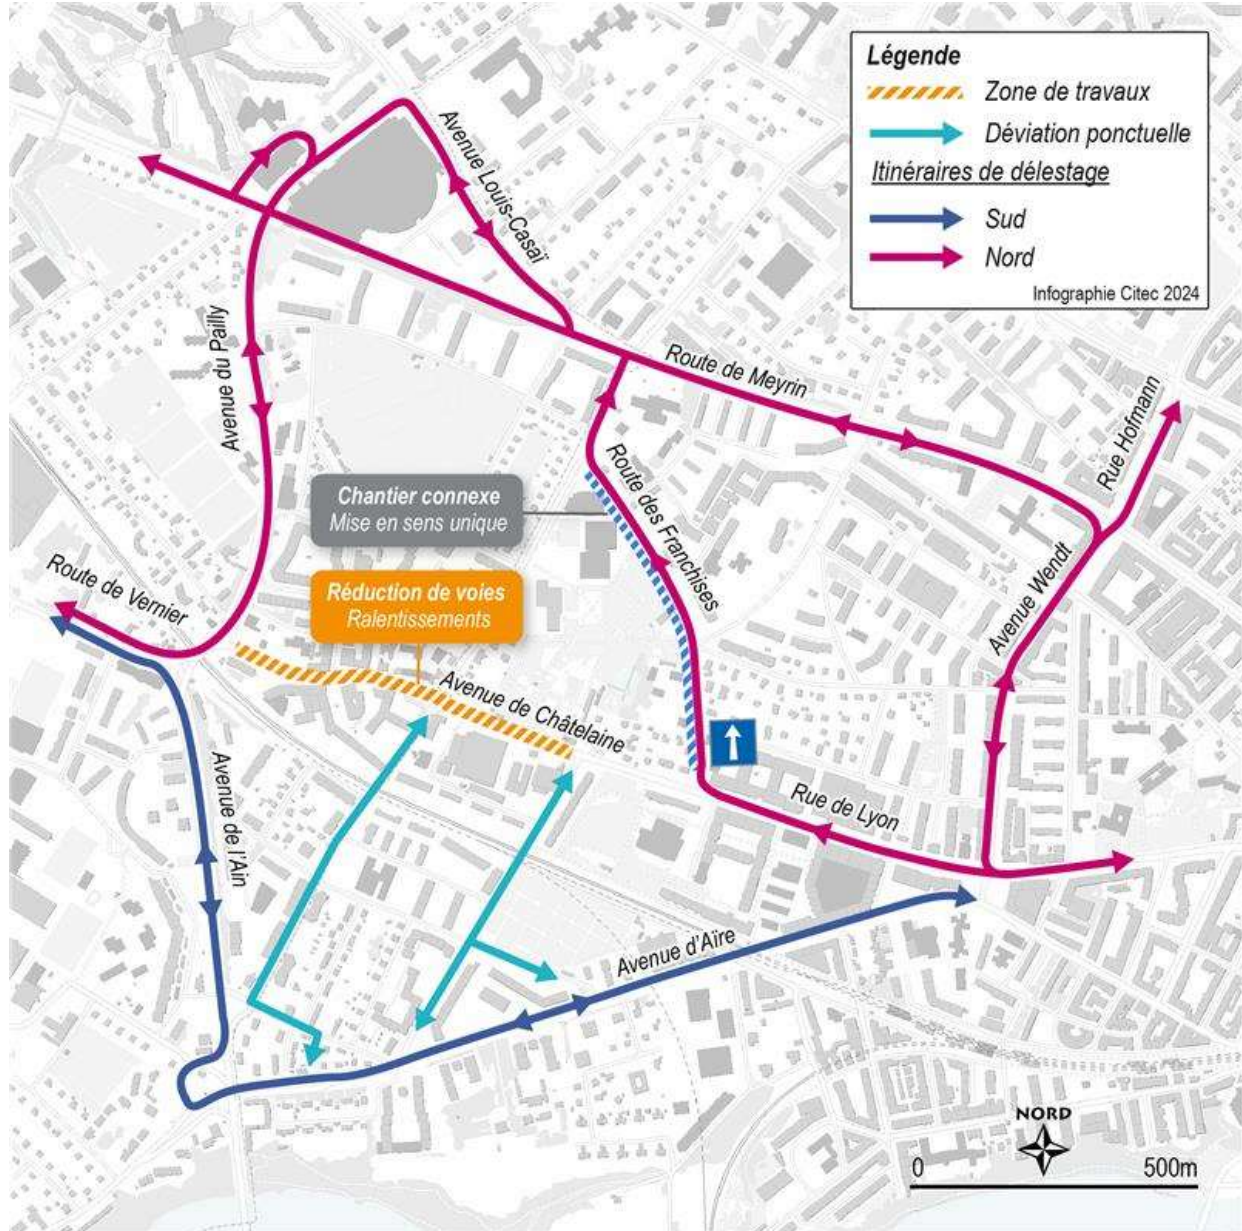 Légende
Zone de travaux
Déviation ponctuelle
Itinéraires de délestage
Sud
Nord
Infographie Citec 2024
Avenue Louis-Casaï
Avenue du Pailly
Route de Meyrin
Rue Hofmann
Chantier connexe
Mise en sens unique
Route des Franchises
Route de Vernier
Réduction de voies
Ralentissements
Avenue Wendt
Avenue de Châtelaine
Avenue de l'Ain
Rue de Lyon
Avenue d'Aïre
NORD
0 500m